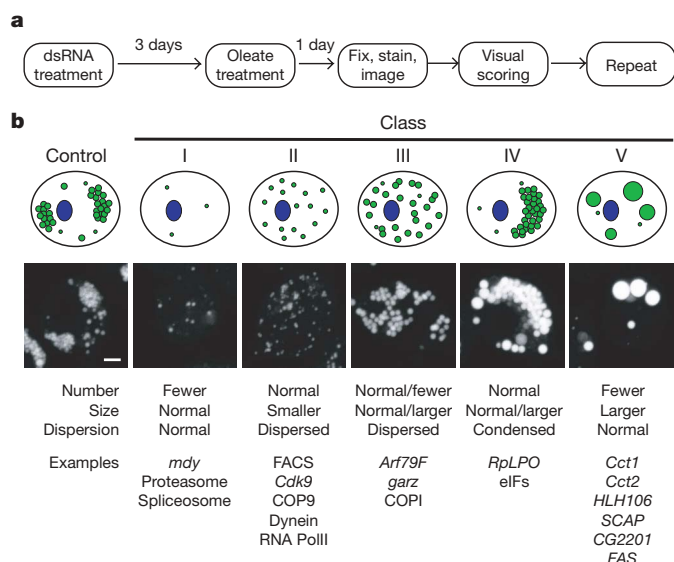 a
3 days
1 day
dsRNA treatment
Oleate treatment
Fix, stain, image
Visual scoring
Repeat
b
Class
Control I II III IV V
Number Fewer Normal Normal/fewer Normal Fewer
Size Normal Smaller Normal/larger Normal/larger Larger
Dispersion Normal Dispersed Dispersed Condensed Normal
Examples mdy FACS Arf79F RpLPO Cct1
Proteasome Cdk9 garz eIFs Cct2
Spliceosome COP9 COPI HLH106
Dynein SCAP
RNA PolII CG2201
FAS